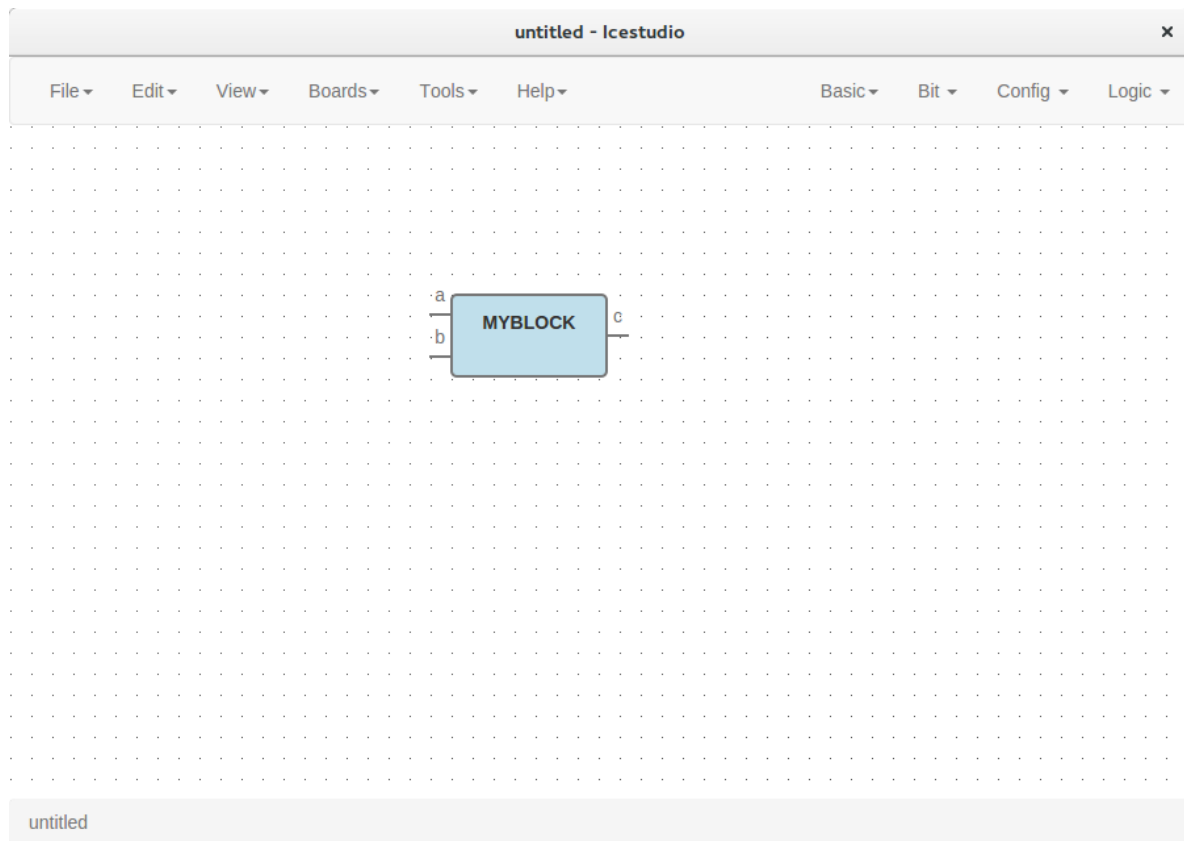 untitled - Icestudio ×
File Edit View Boards Tools Help Basic Bit Config Logic
a
MYBLOCK c
b
untitled